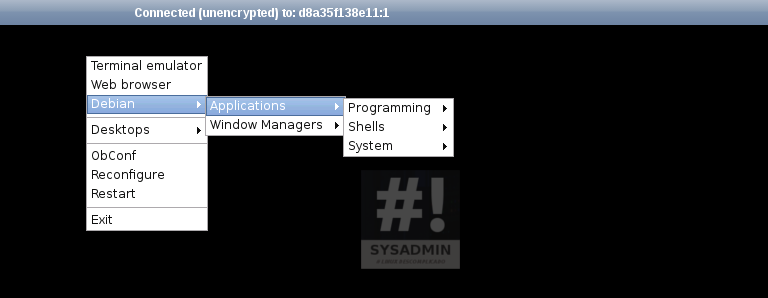 Connected (unencrypted) to: d8a35f138e11:1
Terminal emulator
Web browser
Debian
Desktops
ObConf
Reconfigure
Restart
Exit
Applications
Window Managers
Programming
Shells
System
#!
SYSADMIN